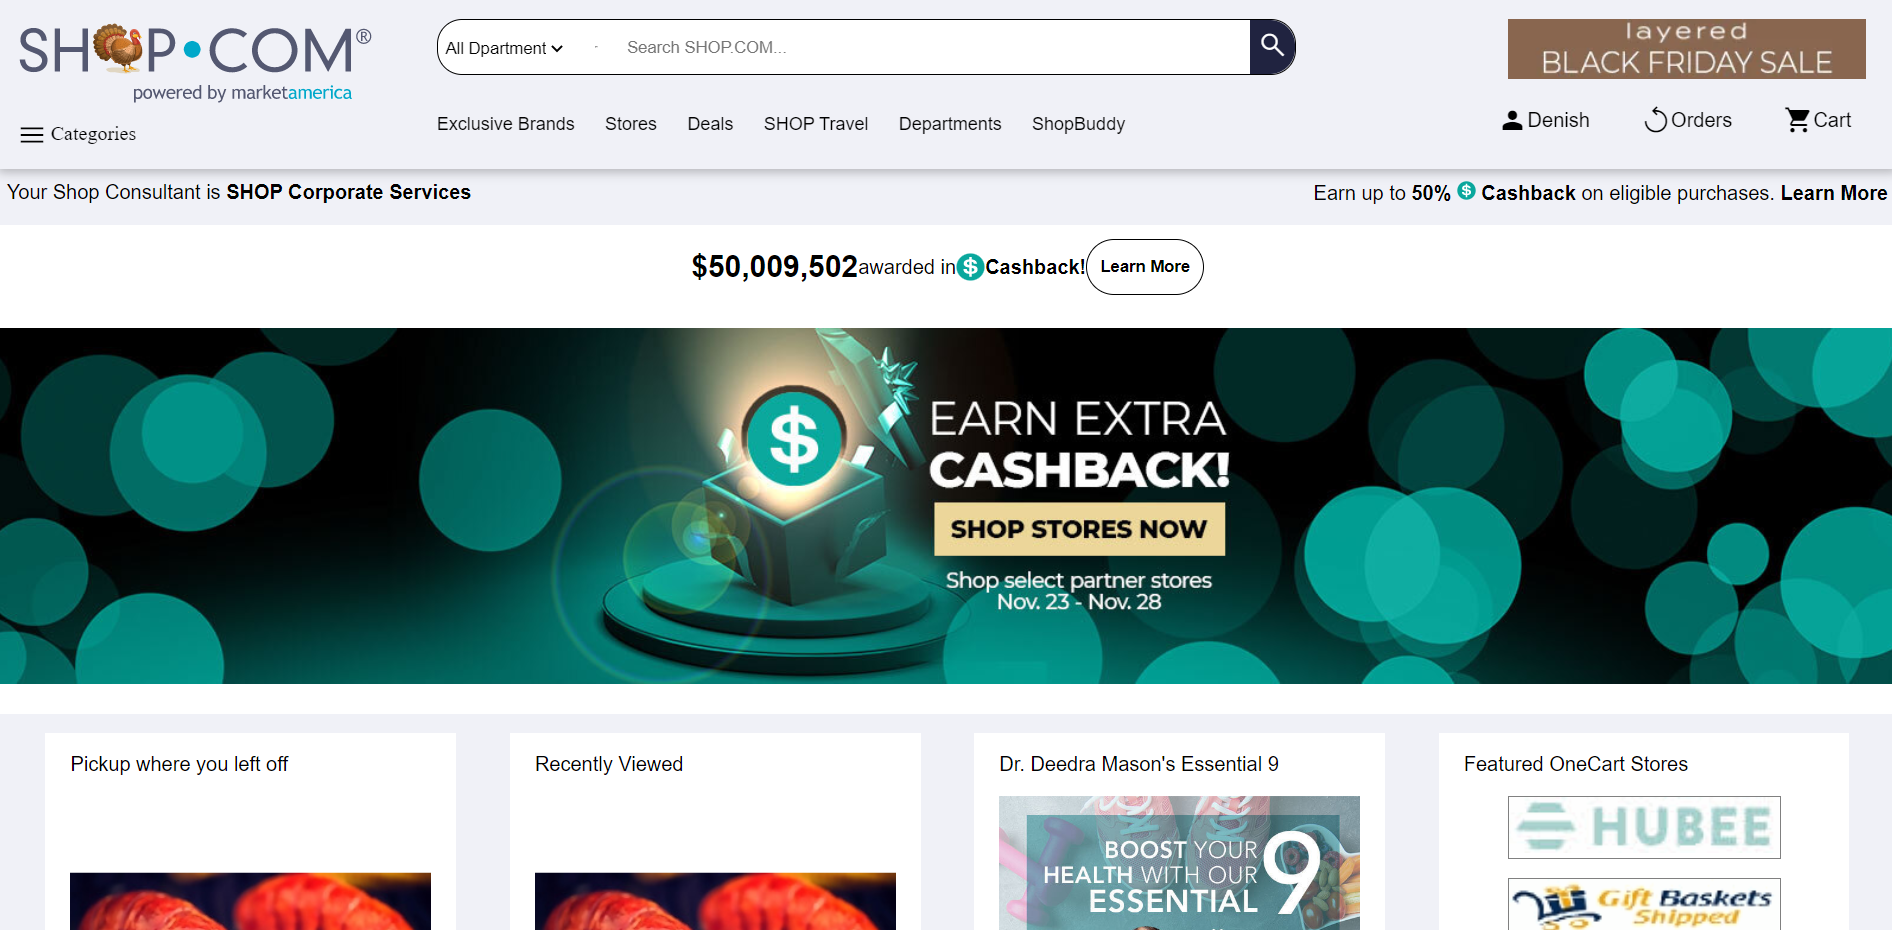 SHOP•COM®
powered by marketamerica
Categories
All Dpartment
Search SHOP.COM...
layered
BLACK FRIDAY SALE
Exclusive Brands
Stores
Deals
SHOP Travel
Departments
ShopBuddy
Denish
Orders
Cart
Your Shop Consultant is SHOP Corporate Services
Earn up to 50% $ Cashback on eligible purchases. Learn More
$50,009,502 awarded in $ Cashback! Learn More
$
EARN EXTRA
CASHBACK!
SHOP STORES NOW
Shop select partner stores
Nov. 23 - Nov. 28
Pickup where you left off
Recently Viewed
Dr. Deedra Mason's Essential 9
BOOST YOUR
HEALTH WITH OUR
ESSENTIAL 9
Featured OneCart Stores
HUBEE
Gift Baskets
Shipped